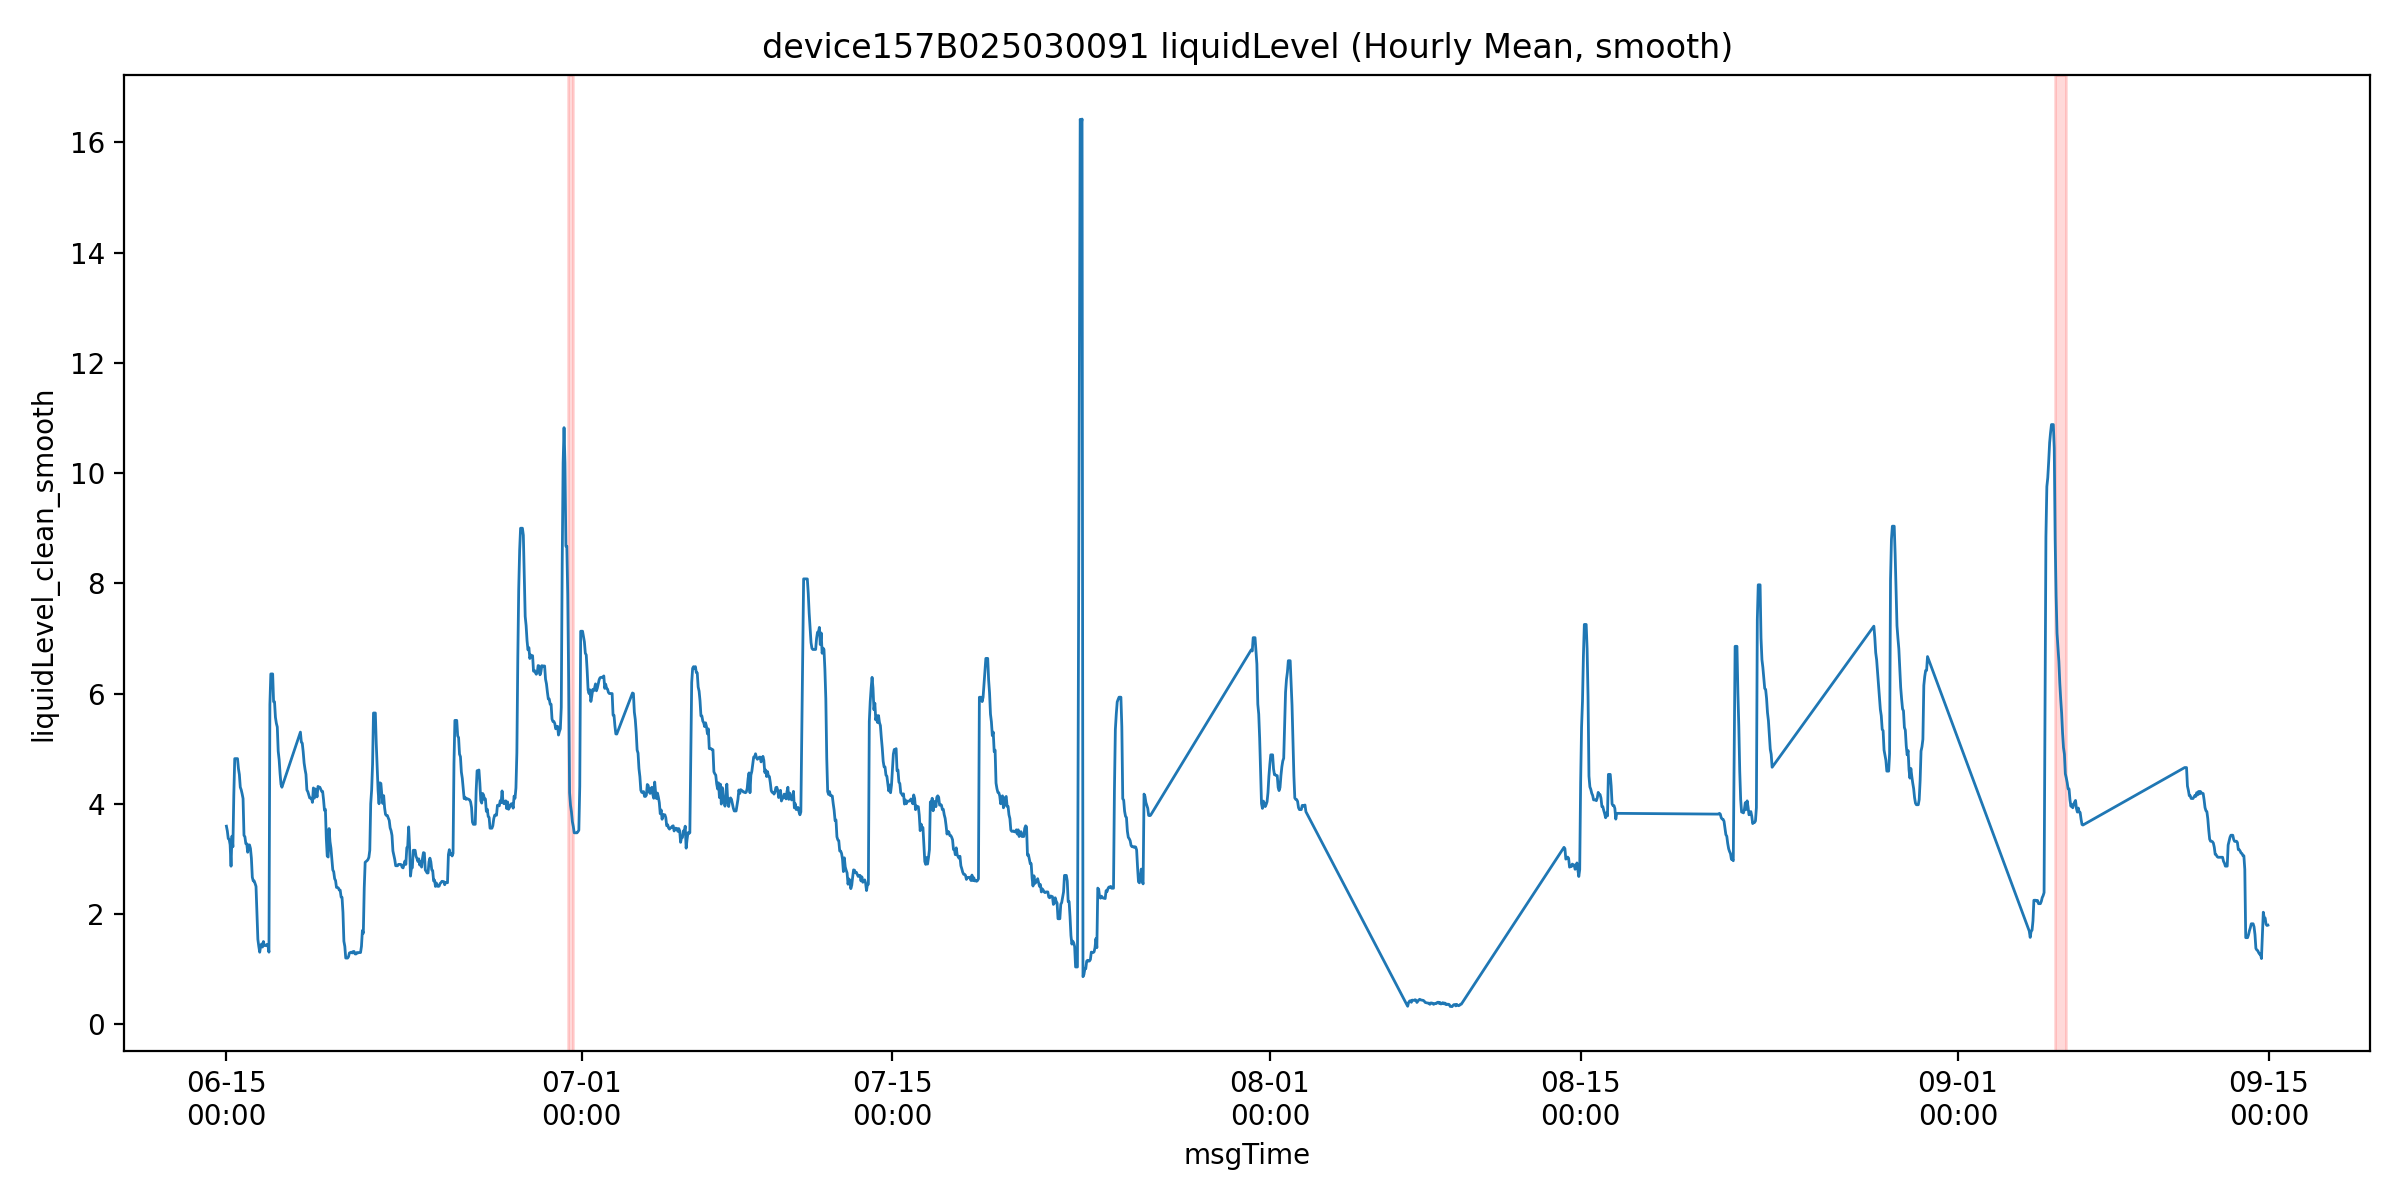 device157B025030091 liquidLevel (Hourly Mean, smooth)
liquidLevel_clean_smooth
16
14
12
10
8
6
4
2
0
06-15 07-01 07-15 08-01 08-15 09-01 09-15
00:00 00:00 00:00 00:00 00:00 00:00 00:00
msgTime